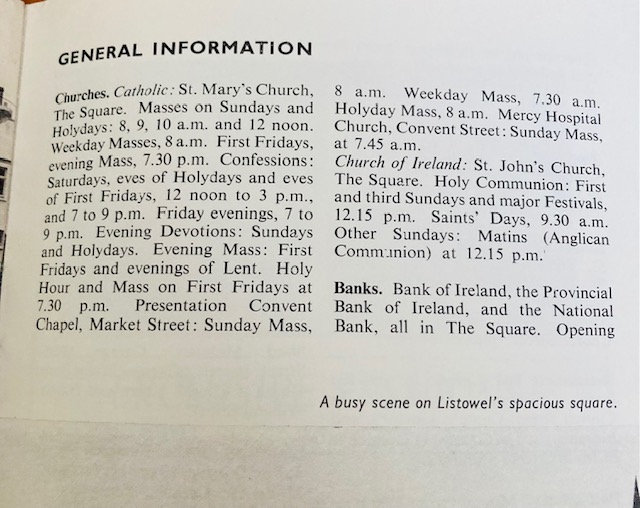 GENERAL INFORMATION
Churches. Catholic: St. Mary's Church,
The Square. Masses on Sundays and
Holydays: 8, 9, 10 a.m. and 12 noon.
Weekday Masses, 8 a.m. First Fridays,
evening Mass, 7.30 p.m. Confessions:
Saturdays, eves of Holydays and eves
of First Fridays, 12 noon to 3 p.m.,
and 7 to 9 p.m. Friday evenings, 7 to
9 p.m. Evening Devotions: Sundays
and Holydays. Evening Mass: First
Fridays and evenings of Lent. Holy
Hour and Mass on First Fridays at
7.30 p.m. Presentation Convent
Chapel, Market Street: Sunday Mass,
8 a.m. Weekday Mass, 7.30 a.m.
Holyday Mass, 8 a.m. Mercy Hospital
Church, Convent Street: Sunday Mass,
at 7.45 a.m.
Church of Ireland: St. John's Church,
The Square. Holy Communion: First
and third Sundays and major Festivals,
12.15 p.m. Saints' Days, 9.30 a.m.
Other Sundays: Matins (Anglican
Communion) at 12.15 p.m.
Banks. Bank of Ireland, the Provincial
Bank of Ireland, and the National
Bank, all in The Square. Opening
A busy scene on Listowel's spacious square.